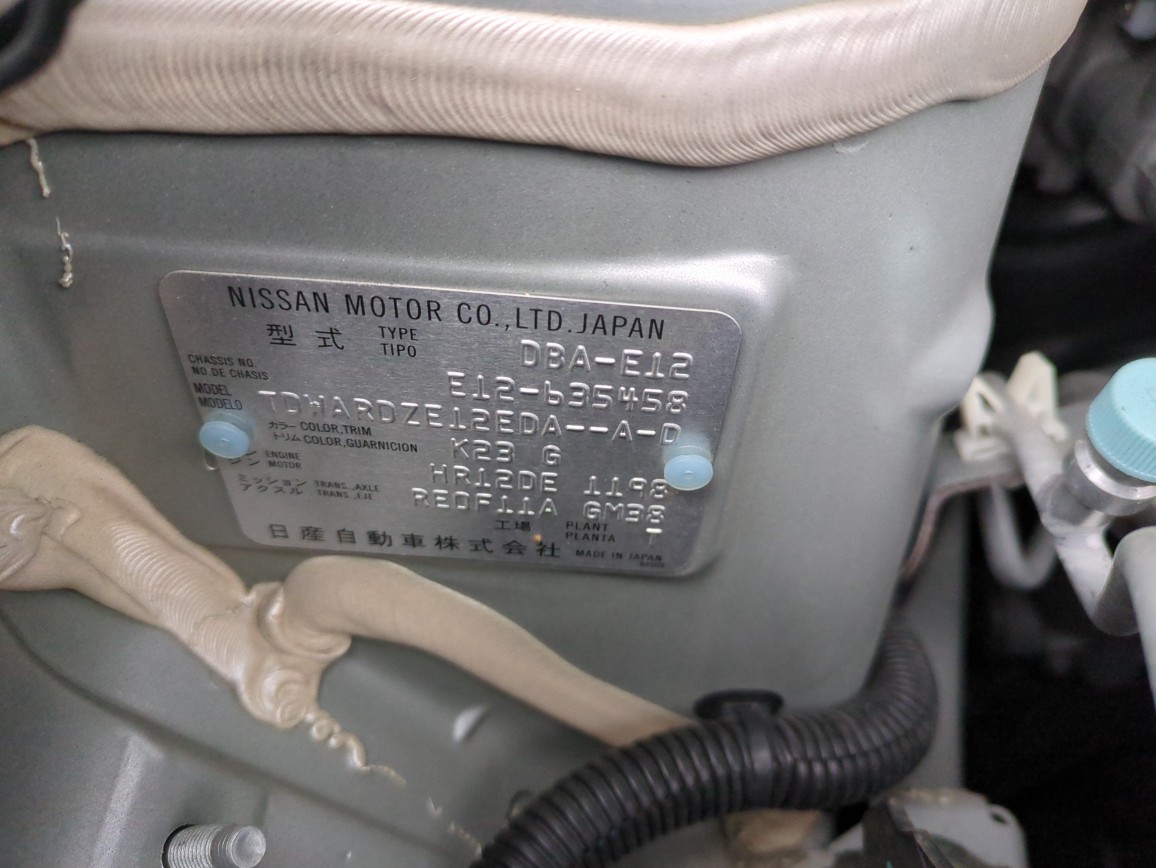 NISSAN MOTOR CO.,LTD.JAPAN
型式 TYPE TIPO DBA-E12
CHASSIS NO. NO.DE CHASIS E12-635458
MODEL MODELO TDWARDZE12EDA--A-D
カラー COLOR,TRIM トリム COLOR,GUARNICION K23 G
ENGINE MOTOR HR12DE 1198
ミッション TRANS.,AXLE アクスル TRANS.,EJE RE0F11A GM38
工場 PLANT PLANTA T
日産自動車株式会社 MADE IN JAPAN